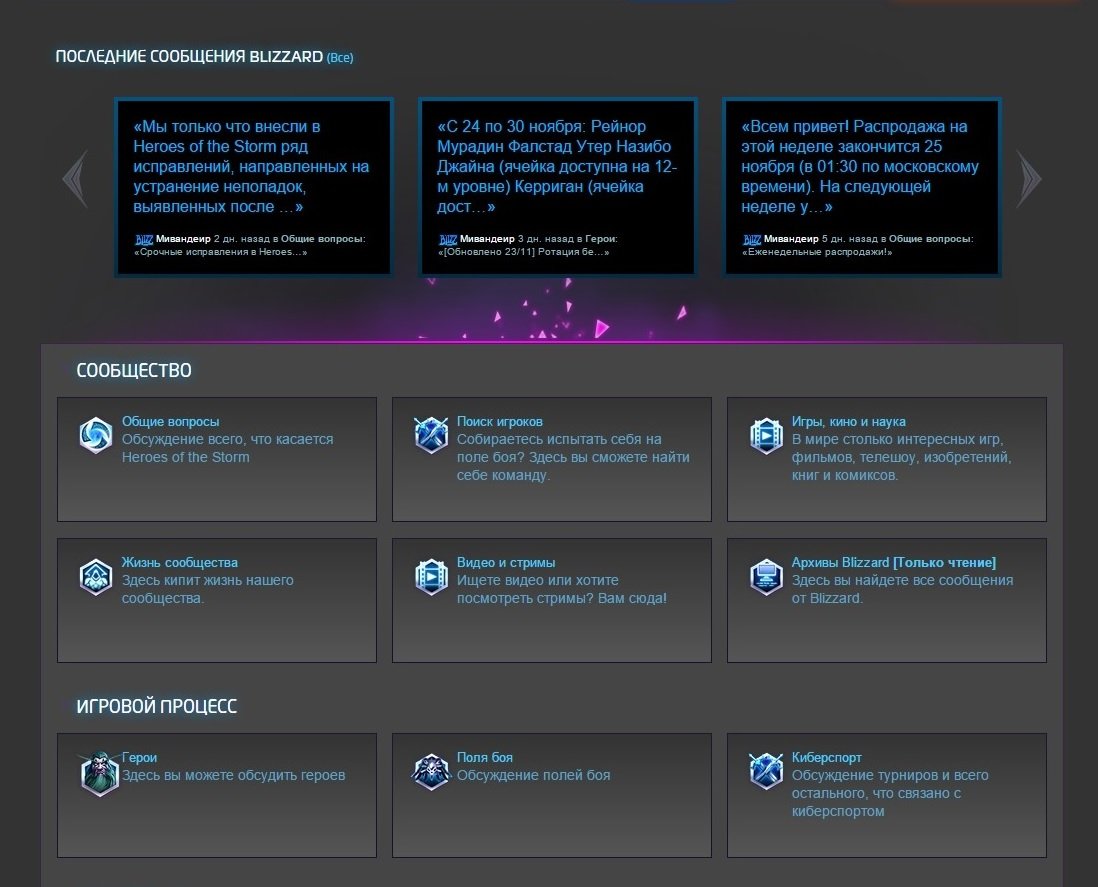 ПОСЛЕДНИЕ СООБЩЕНИЯ BLIZZARD (Все)
«Мы только что внесли в
Heroes of the Storm ряд
исправлений, направленных на
устранение неполадок,
выявленных после …»
BLIZZ Мивандеир 2 дн. назад в Общие вопросы:
«Срочные исправления в Heroes…»
«С 24 по 30 ноября: Рейнор
Мурадин Фалстад Утер Назибо
Джайна (ячейка доступна на 12-
м уровне) Керриган (ячейка
дост…»
BLIZZ Мивандеир 3 дн. назад в Герои:
«[Обновлено 23/11] Ротация бе…»
«Всем привет! Распродажа на
этой неделе закончится 25
ноября (в 01:30 по московскому
времени). На следующей
неделе у…»
BLIZZ Мивандеир 5 дн. назад в Общие вопросы:
«Еженедельные распродажи!»
СООБЩЕСТВО
Общие вопросы
Обсуждение всего, что касается
Heroes of the Storm
Поиск игроков
Собираетесь испытать себя на
поле боя? Здесь вы сможете найти
себе команду.
Игры, кино и наука
В мире столько интересных игр,
фильмов, телешоу, изобретений,
книг и комиксов.
Жизнь сообщества
Здесь кипит жизнь нашего
сообщества.
Видео и стримы
Ищете видео или хотите
посмотреть стримы? Вам сюда!
Архивы Blizzard [Только чтение]
Здесь вы найдете все сообщения
от Blizzard.
ИГРОВОЙ ПРОЦЕСС
Герои
Здесь вы можете обсудить героев
Поля боя
Обсуждение полей боя
Киберспорт
Обсуждение турниров и всего
остального, что связано с
киберспортом